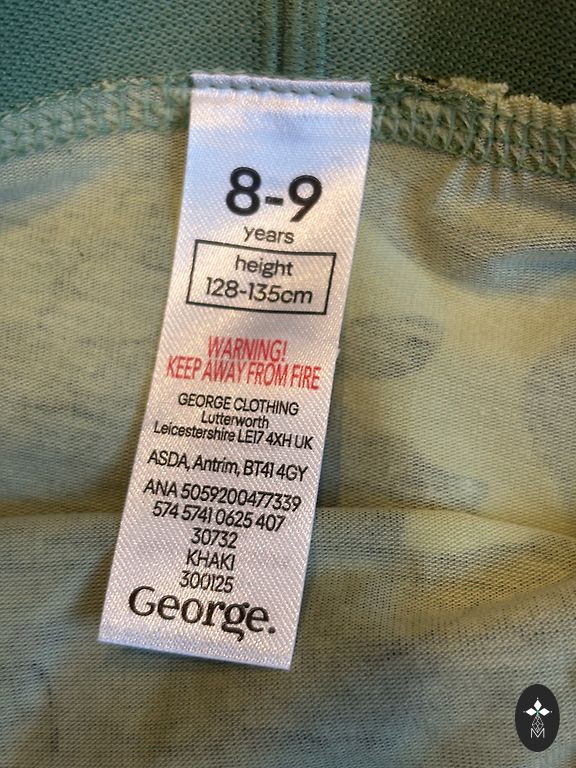 8-9
years
height
128-135cm
WARNING!
KEEP AWAY FROM FIRE
GEORGE CLOTHING
Lutterworth
Leicestershire LE17 4XH UK
ASDA, Antrim, BT41 4GY
ANA 5059200477339
574 5741 0625 407
30732
KHAKI
300125
George.
M